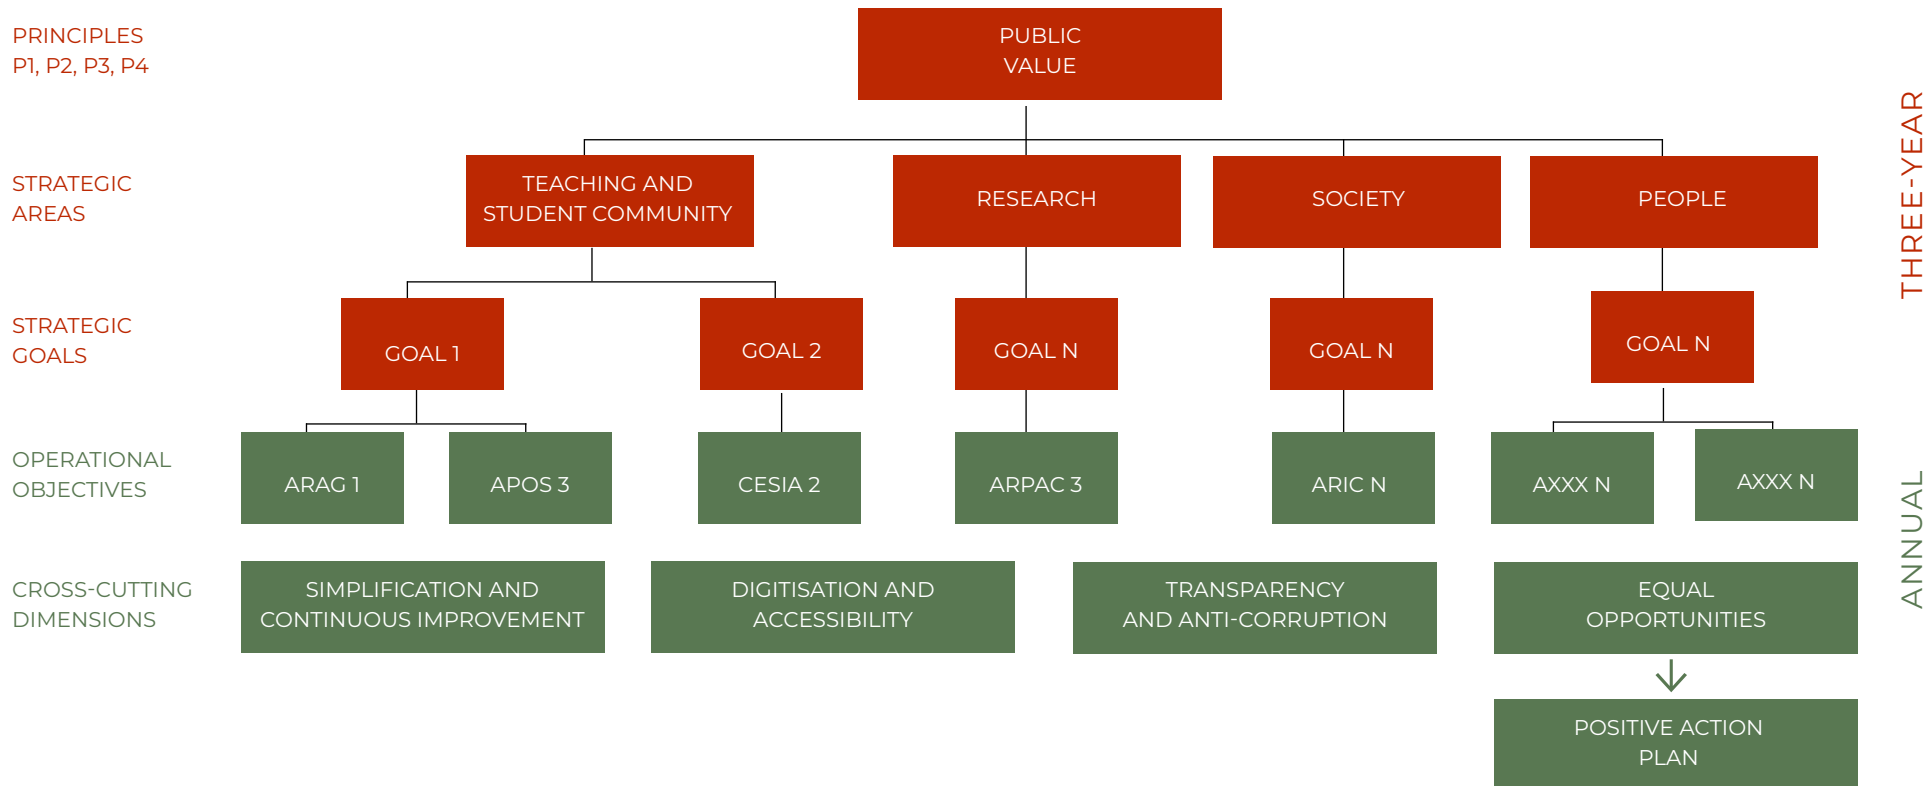 PRINCIPLES
P1, P2, P3, P4
PUBLIC
VALUE
THREE-YEAR
STRATEGIC
AREAS
TEACHING AND
STUDENT COMMUNITY
RESEARCH
SOCIETY
PEOPLE
STRATEGIC
GOALS
GOAL 1
GOAL 2
GOAL N
GOAL N
GOAL N
OPERATIONAL
OBJECTIVES
ARAG 1
APOS 3
CESIA 2
ARPAC 3
ARIC N
AXXX N
AXXX N
ANNUAL
CROSS-CUTTING
DIMENSIONS
SIMPLIFICATION AND
CONTINUOUS IMPROVEMENT
DIGITISATION AND
ACCESSIBILITY
TRANSPARENCY
AND ANTI-CORRUPTION
EQUAL
OPPORTUNITIES
POSITIVE ACTION
PLAN